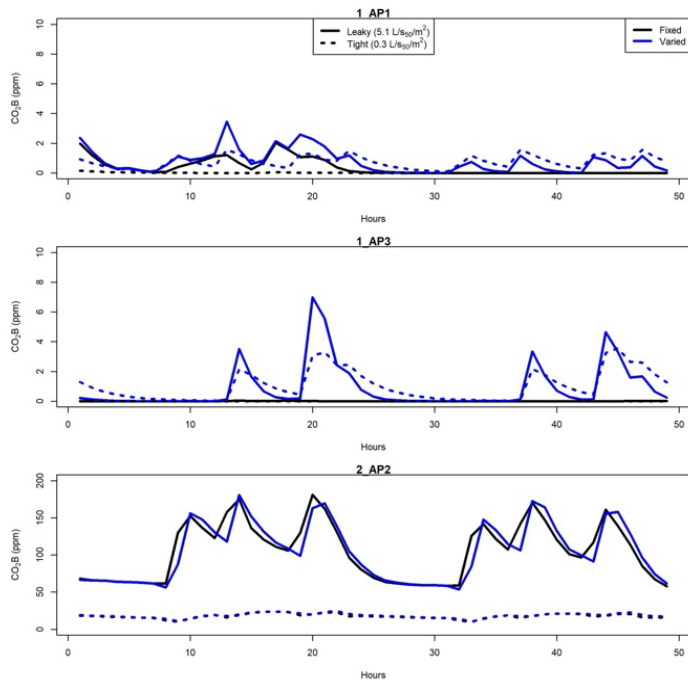 1_AP1
CO₂B (ppm)
10
8
6
4
2
0
Leaky (5.1 L/s₅₀/m²)
Tight (0.3 L/s₅₀/m²)
Fixed
Varied
0 10 20 30 40 50
Hours
1_AP3
CO₂B (ppm)
10
8
6
4
2
0
0 10 20 30 40 50
Hours
2_AP2
CO₂B (ppm)
200
150
100
50
0
0 10 20 30 40 50
Hours